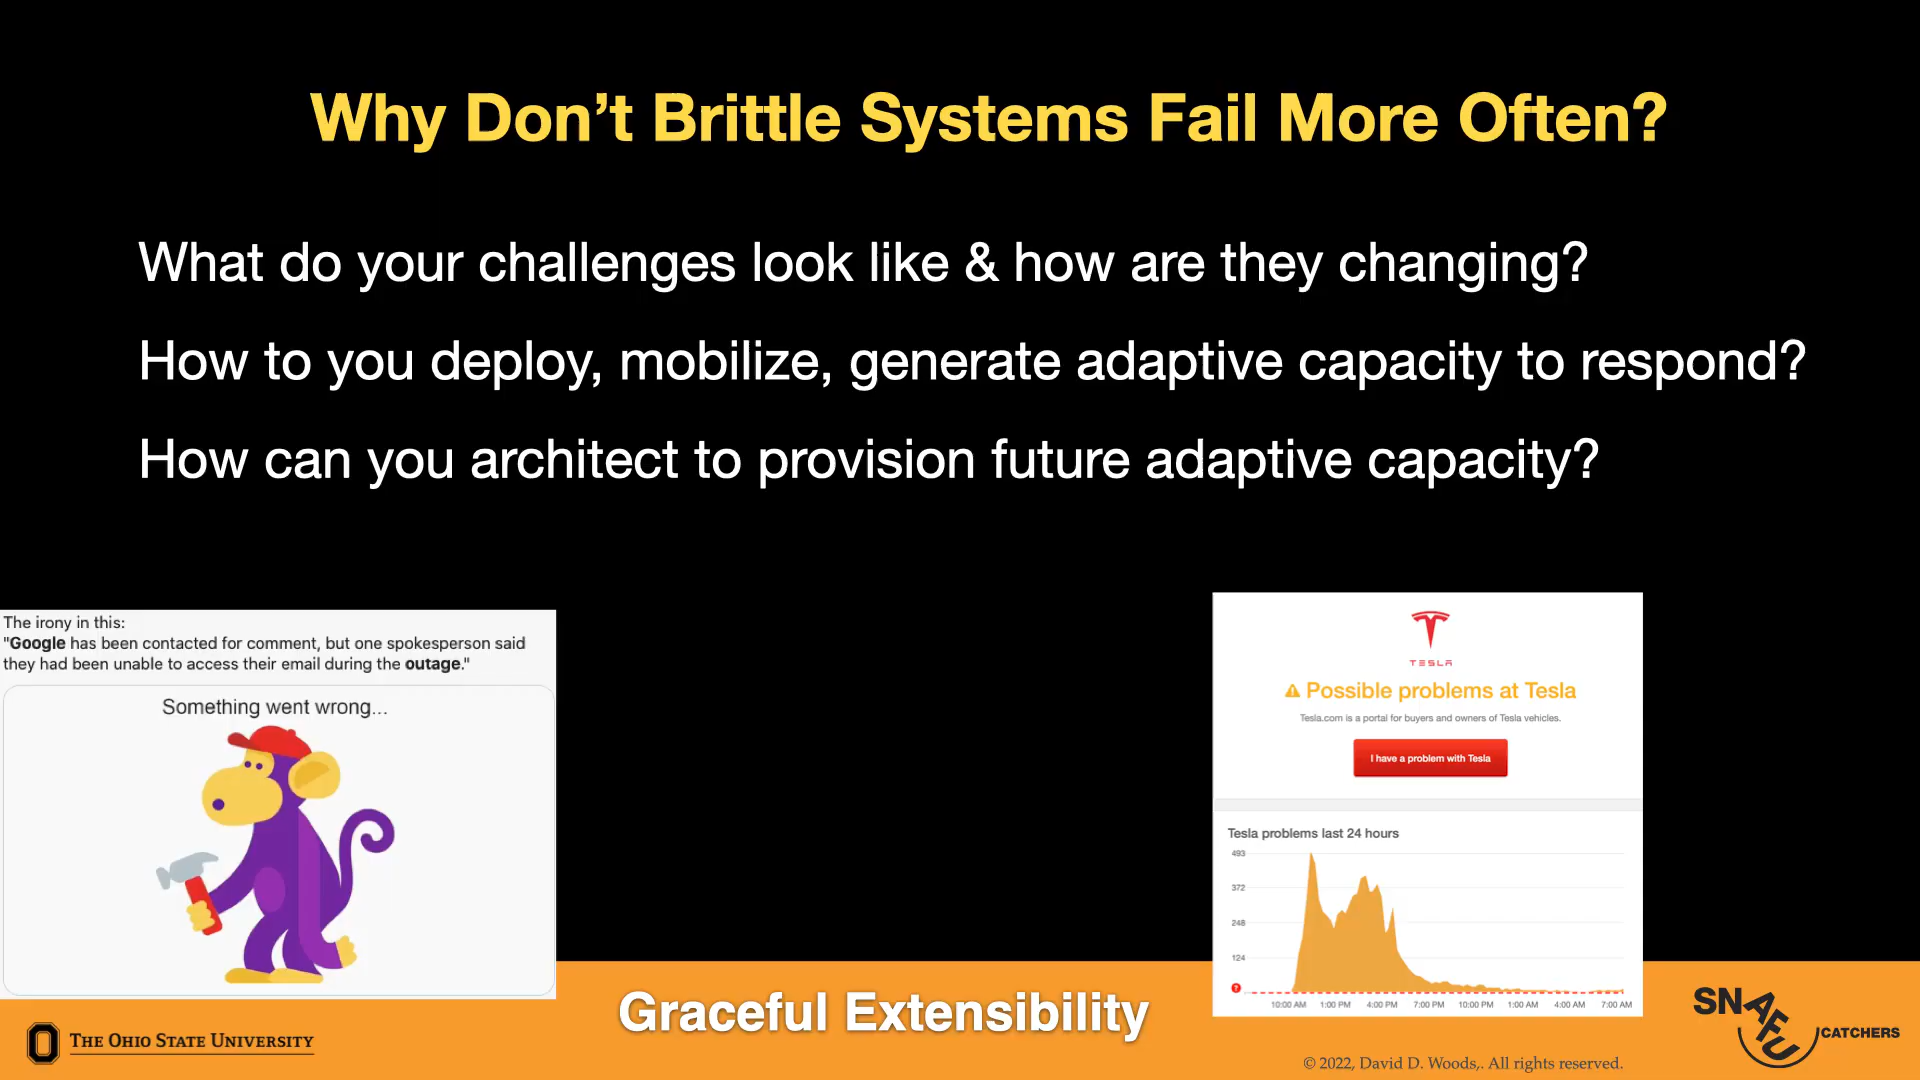 Why Don’t Brittle Systems Fail More Often?
What do your challenges look like & how are they changing?
How to you deploy, mobilize, generate adaptive capacity to respond?
How can you architect to provision future adaptive capacity?
The irony in this:
"Google has been contacted for comment, but one spokesperson said
they had been unable to access their email during the outage."
Something went wrong...
TESLA
Possible problems at Tesla
Tesla.com is a portal for buyers and owners of Tesla vehicles.
I have a problem with Tesla
Tesla problems last 24 hours
493
372
248
124
10:00 AM 1:00 PM 4:00 PM 7:00 PM 10:00 PM 1:00 AM 4:00 AM 7:00 AM
Graceful Extensibility
THE OHIO STATE UNIVERSITY
SNAFU
CATCHERS
© 2022, David D. Woods,. All rights reserved.